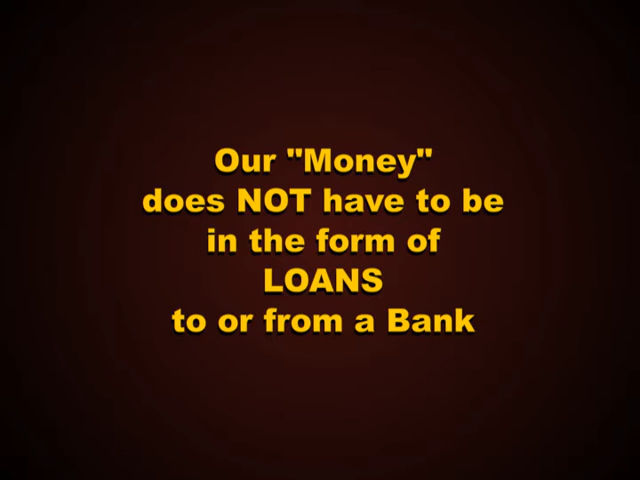 Our "Money"
does NOT have to be
in the form of
LOANS
to or from a Bank